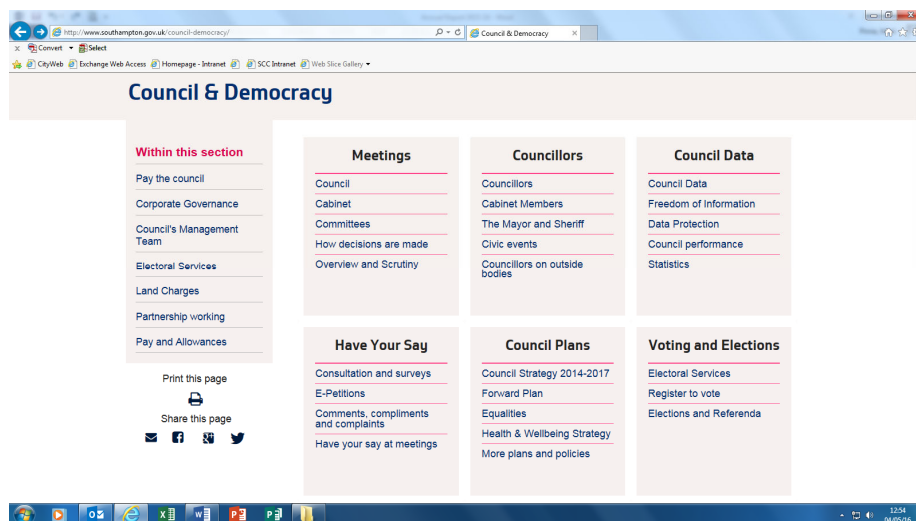 http://www.southampton.gov.uk/council-democracy/
Council & Democracy
x Convert Select
CityWeb Exchange Web Access Homepage - Intranet SCC Intranet Web Slice Gallery
Council & Democracy
Within this section
Pay the council
Corporate Governance
Council's Management
Team
Electoral Services
Land Charges
Partnership working
Pay and Allowances
Print this page
Share this page
Meetings
Council
Cabinet
Committees
How decisions are made
Overview and Scrutiny
Councillors
Councillors
Cabinet Members
The Mayor and Sheriff
Civic events
Councillors on outside
bodies
Council Data
Council Data
Freedom of Information
Data Protection
Council performance
Statistics
Have Your Say
Consultation and surveys
E-Petitions
Comments, compliments
and complaints
Have your say at meetings
Council Plans
Council Strategy 2014-2017
Forward Plan
Equalities
Health & Wellbeing Strategy
More plans and policies
Voting and Elections
Electoral Services
Register to vote
Elections and Referenda
12:54
04/05/16